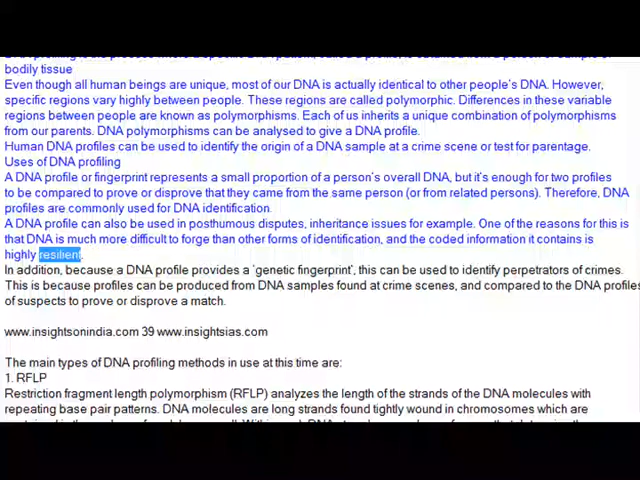 bodily tissue
Even though all human beings are unique, most of our DNA is actually identical to other people's DNA. However,
specific regions vary highly between people. These regions are called polymorphic. Differences in these variable
regions between people are known as polymorphisms. Each of us inherits a unique combination of polymorphisms
from our parents. DNA polymorphisms can be analysed to give a DNA profile.
Human DNA profiles can be used to identify the origin of a DNA sample at a crime scene or test for parentage.
Uses of DNA profiling
A DNA profile or fingerprint represents a small proportion of a person's overall DNA, but it's enough for two profiles
to be compared to prove or disprove that they came from the same person (or from related persons). Therefore, DNA
profiles are commonly used for DNA identification.
A DNA profile can also be used in posthumous disputes, inheritance issues for example. One of the reasons for this is
that DNA is much more difficult to forge than other forms of identification, and the coded information it contains is
highly resilient.
In addition, because a DNA profile provides a 'genetic fingerprint', this can be used to identify perpetrators of crimes.
This is because profiles can be produced from DNA samples found at crime scenes, and compared to the DNA profiles
of suspects to prove or disprove a match.
www.insightsonindia.com 39 www.insightsias.com
The main types of DNA profiling methods in use at this time are:
1. RFLP
Restriction fragment length polymorphism (RFLP) analyzes the length of the strands of the DNA molecules with
repeating base pair patterns. DNA molecules are long strands found tightly wound in chromosomes which are